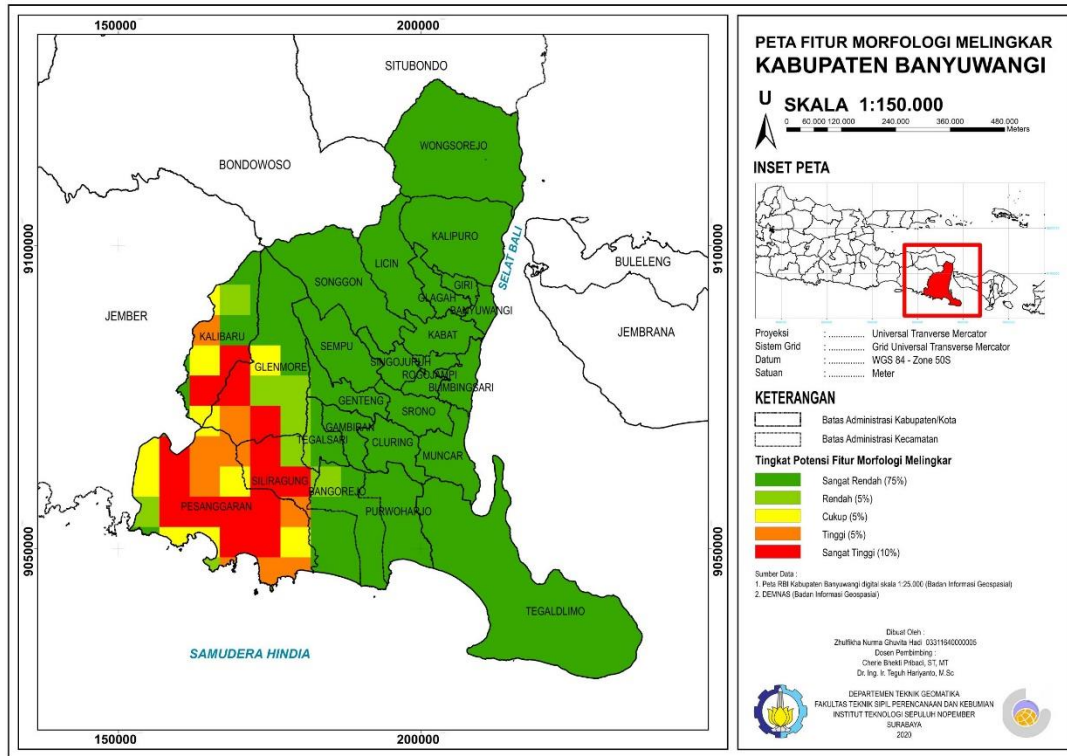 150000
200000
SITUBONDO
WONGSOREJO
BONDOWOSO
9100000
9100000
KALIPURO
SELAT BALI
LICIN
BULELENG
SONGGON
GIRI
GLAGAH
BANYUWANGI
JEMBER
JEMBRANA
KALIBARU
KABAT
SEMPU
GLENMORE
SINGOJURUH
ROGOJAMPI
BLIMBINGSARI
GENTENG
SRONO
GAMBIRAN
TEGALSARI
CLURING
MUNCAR
SILIRAGUNG
BANGOREJO
PESANGGARAN
PURWOHARJO
9050000
9050000
TEGALDLIMO
SAMUDERA HINDIA
150000
200000
PETA FITUR MORFOLOGI MELINGKAR
KABUPATEN BANYUWANGI
U
SKALA 1:150.000
0 60.000 120.000 240.000 360.000 480.000
Meters
INSET PETA
Proyeksi : .............. Universal Tranverse Mercator
Sistem Grid : .............. Grid Universal Transverse Mercator
Datum : .............. WGS 84 - Zone 50S
Satuan : .............. Meter
KETERANGAN
Batas Administrasi Kabupaten/Kota
Batas Administrasi Kecamatan
Tingkat Potensi Fitur Morfologi Melingkar
Sangat Rendah (75%)
Rendah (5%)
Cukup (5%)
Tinggi (5%)
Sangat Tinggi (10%)
Sumber Data :
1. Peta RBI Kabupaten Banyuwangi digital skala 1:25.000 (Badan Informasi Geospasial)
2. DEMNAS (Badan Informasi Geospasia)
Dibuat Oleh :
Zhulfikha Nurma Ghuvita Hadi 03311640000005
Dosen Pembimbing :
Cherie Bhekti Pribadi, ST, MT
Dr. Ing. Ir. Teguh Hariyanto, M.Sc
DEPARTEMEN TEKNIK GEOMATIKA
FAKULTAS TEKNIK SIPIL PERENCANAAN DAN KEBUMIAN
INSTITUT TEKNOLOGI SEPULUH NOPEMBER
SURABAYA
2020